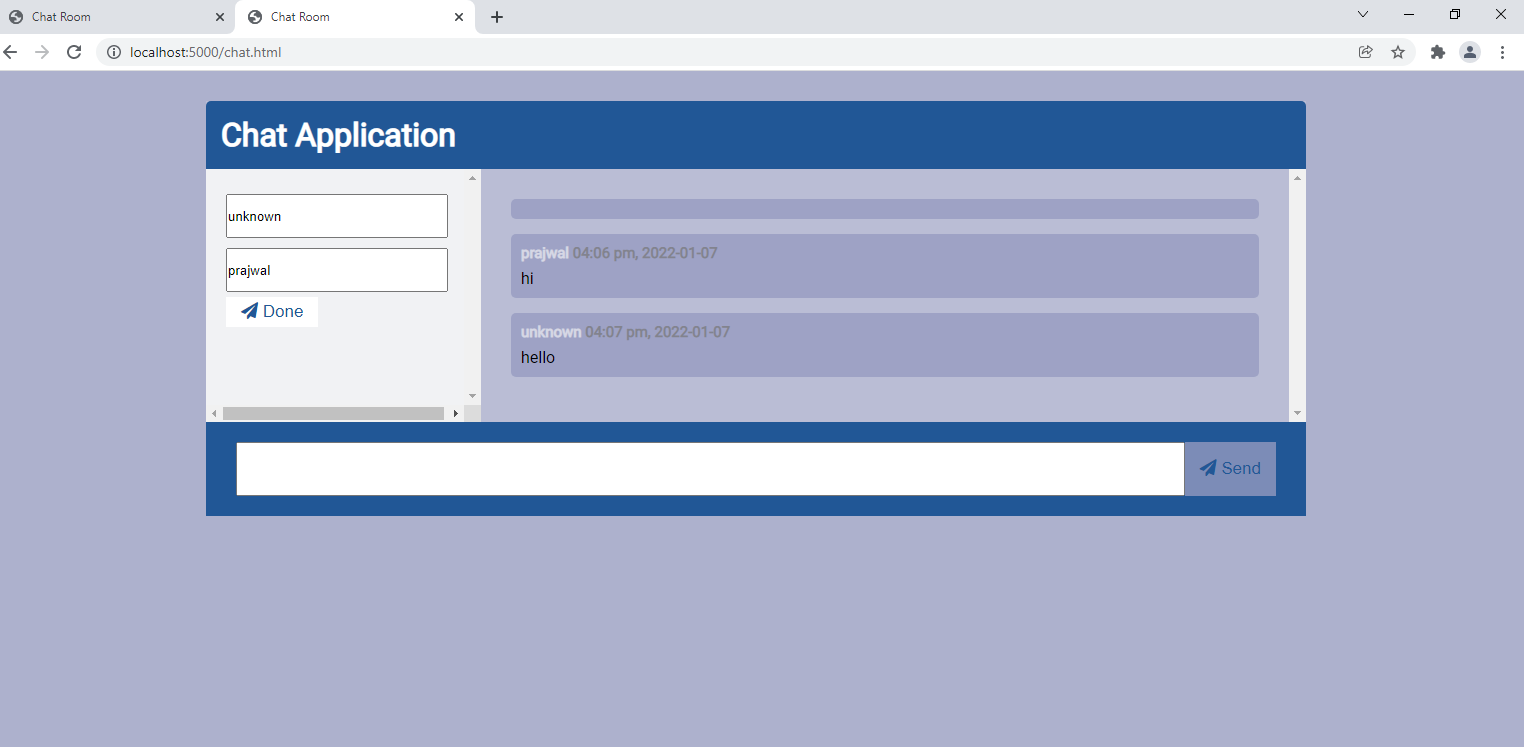 Chat Room
Chat Room
localhost:5000/chat.html
Chat Application
unknown
prajwal
Done
prajwal 04:06 pm, 2022-01-07
hi
unknown 04:07 pm, 2022-01-07
hello
Send